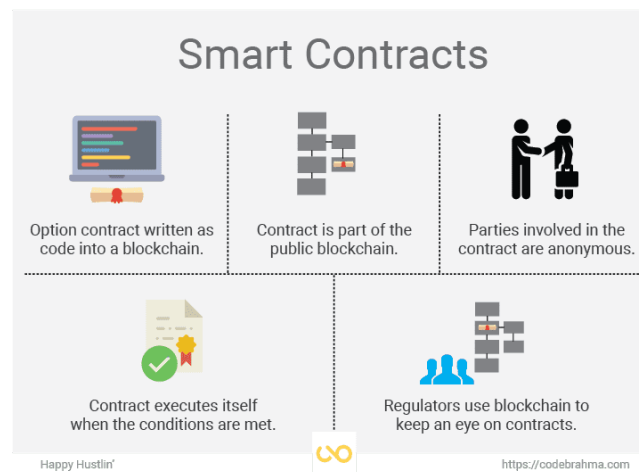 Smart Contracts
Option contract written as
code into a blockchain.
Contract is part of the
public blockchain.
Parties involved in the
contract are anonymous.
Contract executes itself
when the conditions are met.
Regulators use blockchain to
keep an eye on contracts.
Happy Hustlin'
https://codebrahma.com